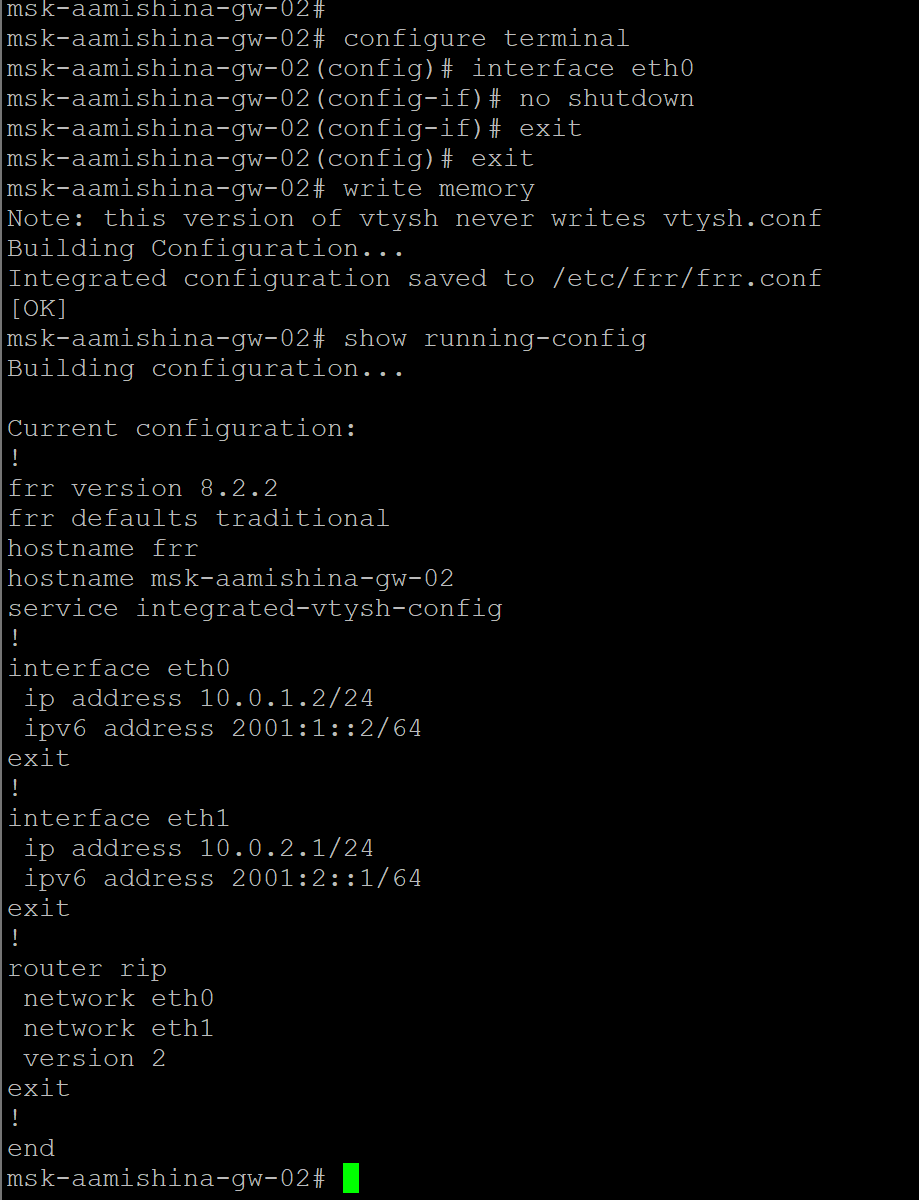 msk-aamishina-gw-02#
msk-aamishina-gw-02# configure terminal
msk-aamishina-gw-02(config)# interface eth0
msk-aamishina-gw-02(config-if)# no shutdown
msk-aamishina-gw-02(config-if)# exit
msk-aamishina-gw-02(config)# exit
msk-aamishina-gw-02# write memory
Note: this version of vtysh never writes vtysh.conf
Building Configuration...
Integrated configuration saved to /etc/frr/frr.conf
[OK]
msk-aamishina-gw-02# show running-config
Building configuration...

Current configuration:
!
frr version 8.2.2
frr defaults traditional
hostname frr
hostname msk-aamishina-gw-02
service integrated-vtysh-config
!
interface eth0
 ip address 10.0.1.2/24
 ipv6 address 2001:1::2/64
exit
!
interface eth1
 ip address 10.0.2.1/24
 ipv6 address 2001:2::1/64
exit
!
router rip
 network eth0
 network eth1
 version 2
exit
!
end
msk-aamishina-gw-02#